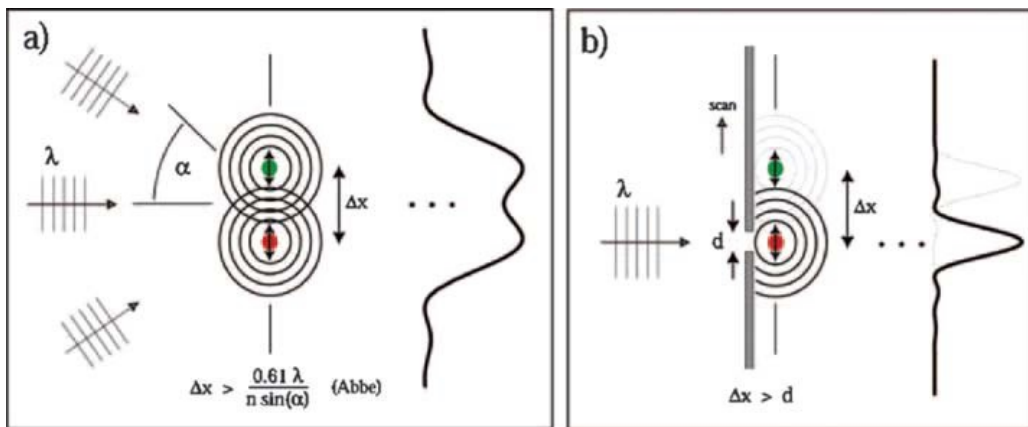 a)
λ
α
Δx
. . .
Δx > 0.61 λ / n sin(α) (Abbe)
b)
scan
λ
d
Δx
. . .
Δx > d